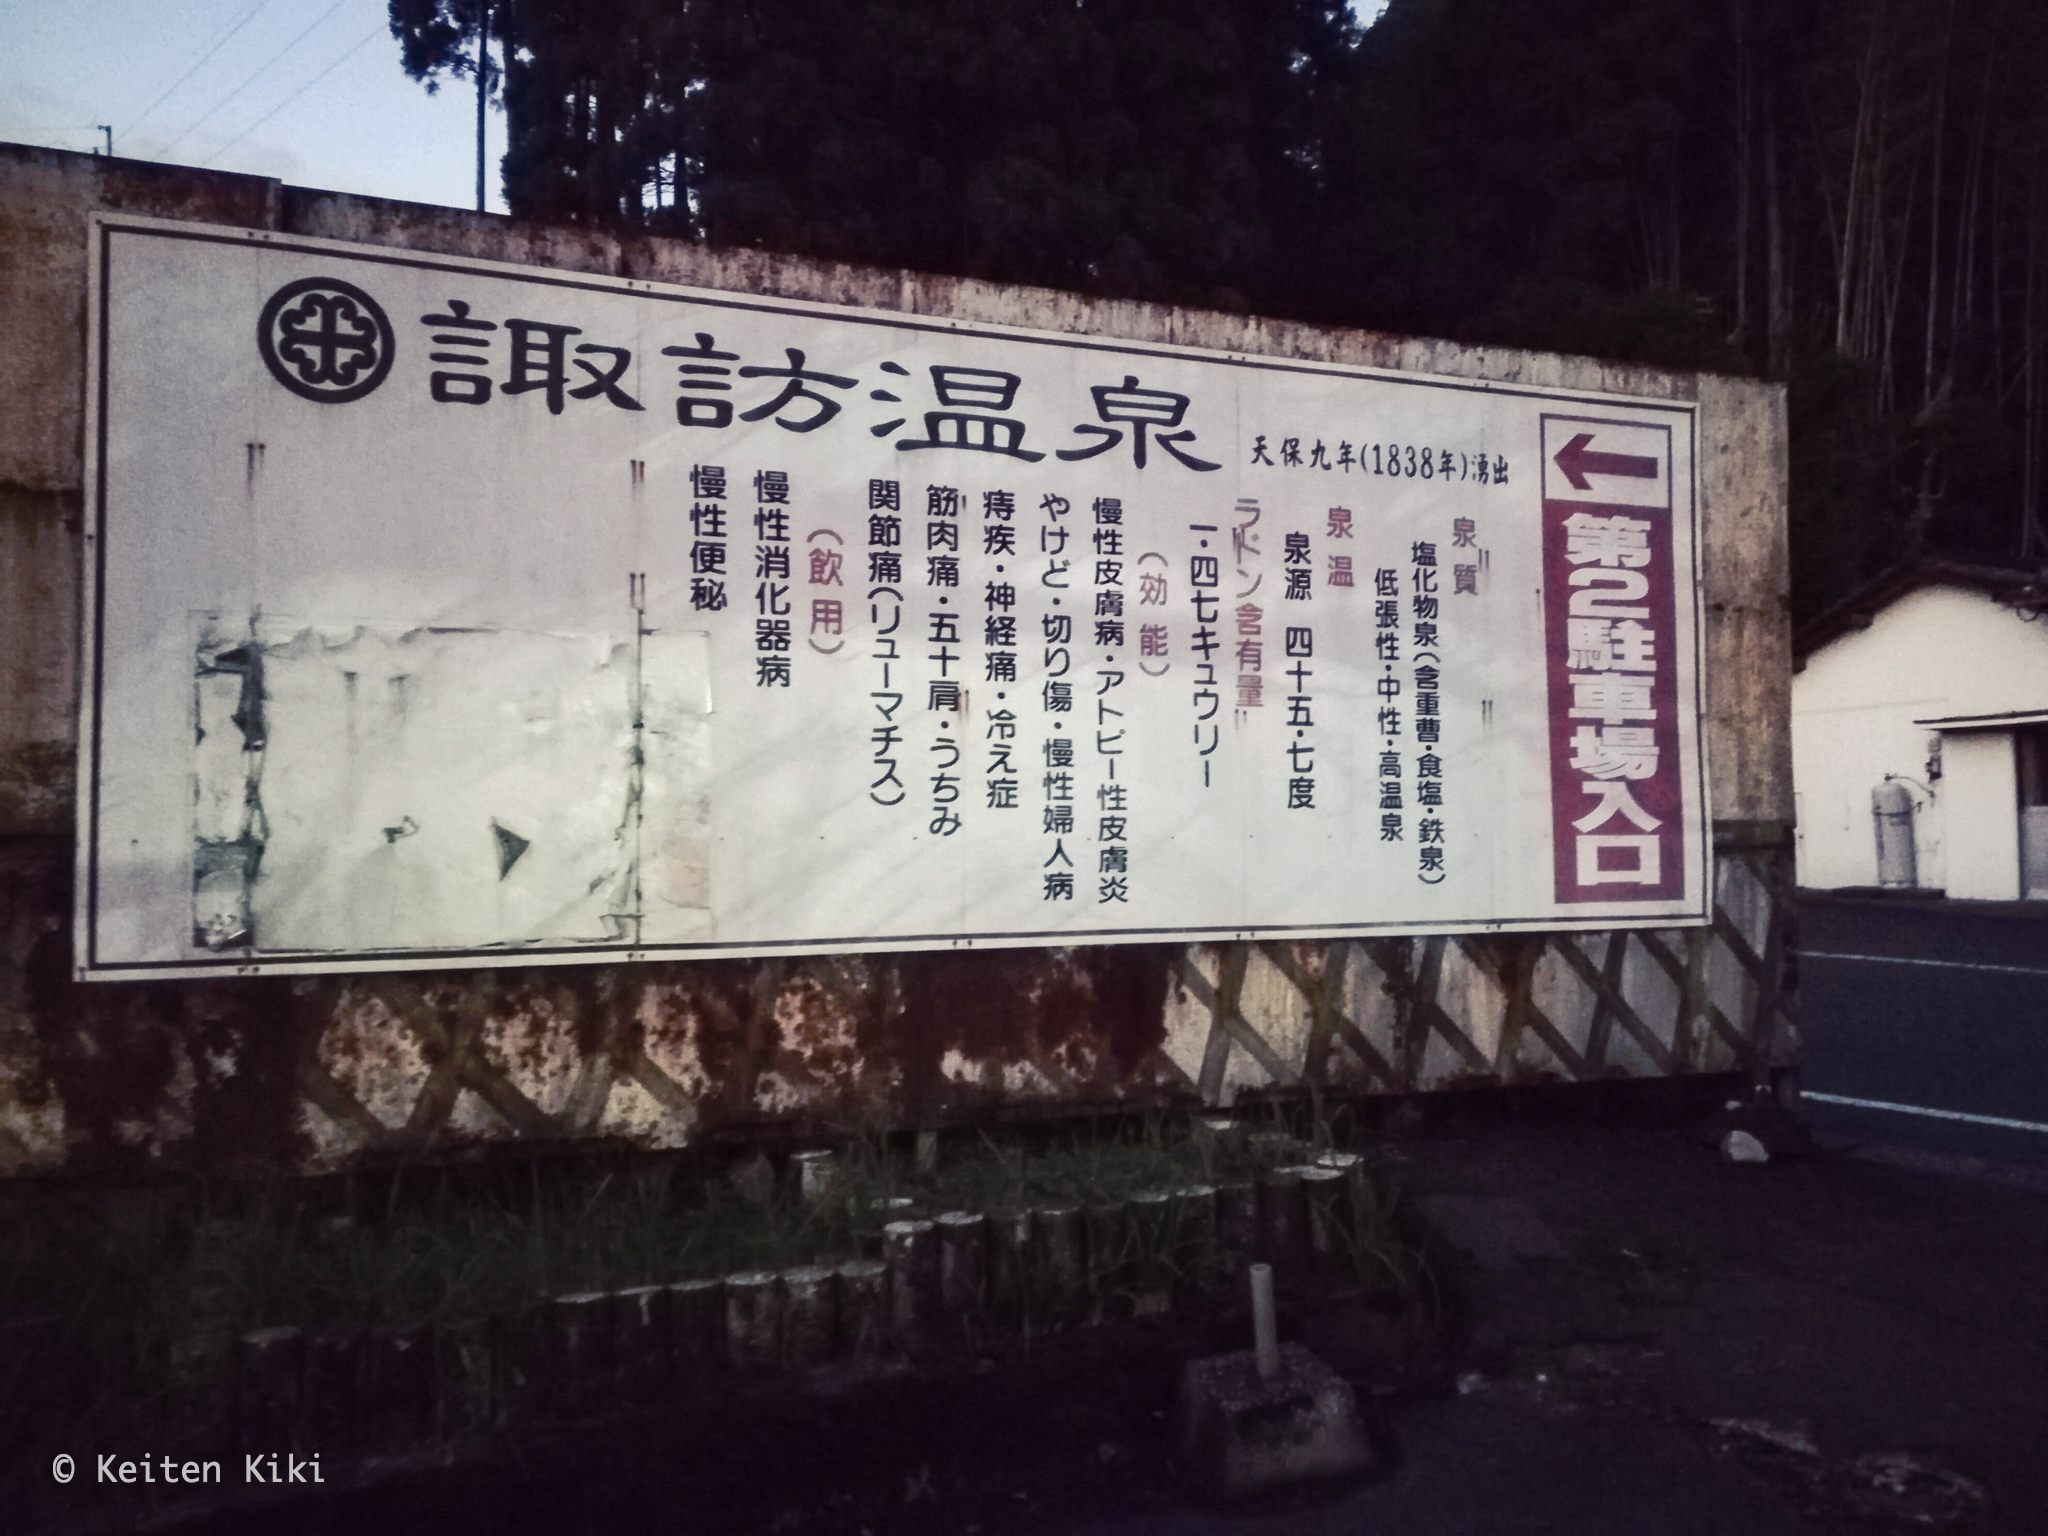 諏訪温泉
天保九年(1838年)湧出
←
第2駐車場入口
泉質
塩化物泉(含重曹・食塩・鉄泉)
低張性・中性・高温泉
泉温
泉源 四十五・七度
ラドン含有量
一・四七キュウリー
(効能)
慢性皮膚病・アトピー性皮膚炎
やけど・切り傷・慢性婦人病
痔疾・神経痛・冷え症
筋肉痛・五十肩・うちみ
関節痛(リューマチス)
(飲用)
慢性消化器病
慢性便秘
© Keiten Kiki